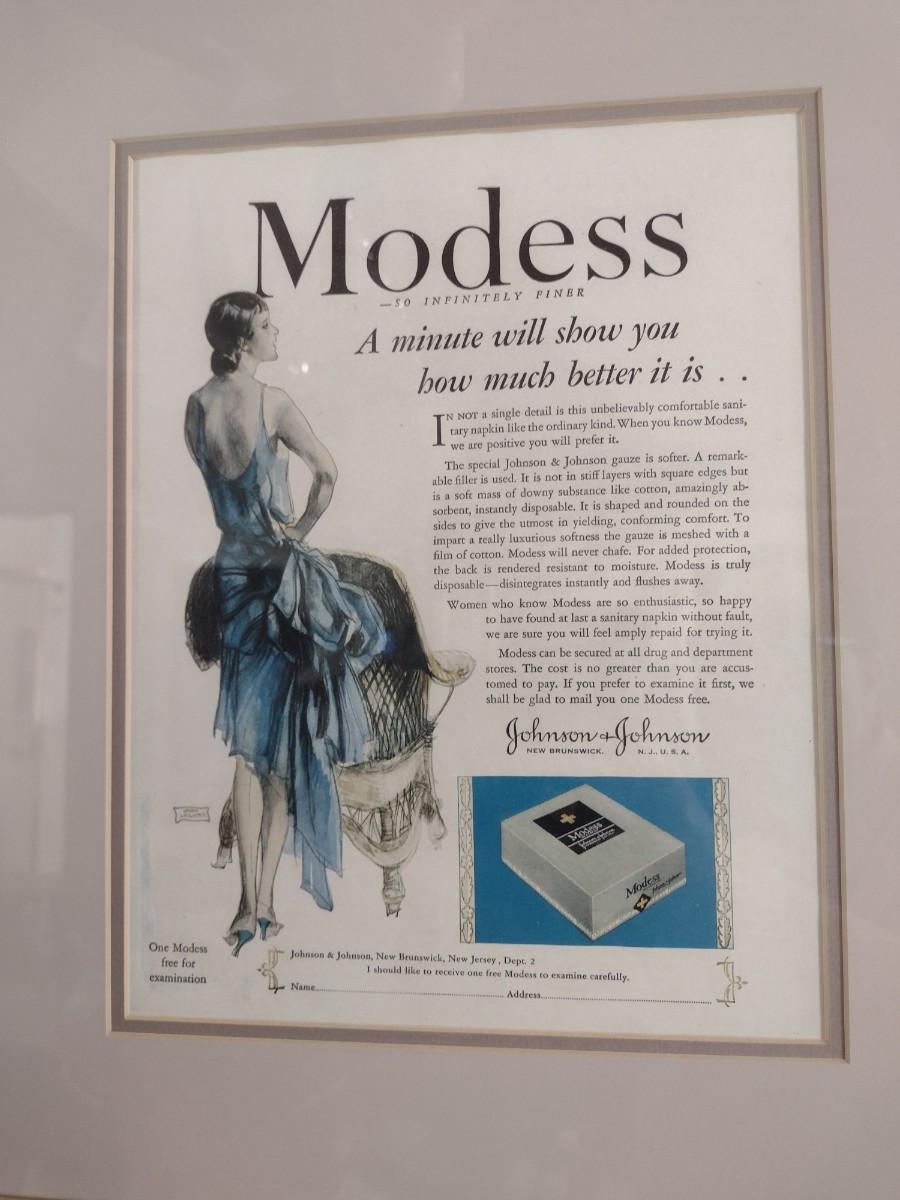 Modess
—SO INFINITELY FINER
A minute will show you
how much better it is . .
IN NOT a single detail is this unbelievably comfortable sani-
tary napkin like the ordinary kind. When you know Modess,
we are positive you will prefer it.
The special Johnson & Johnson gauze is softer. A remark-
able filler is used. It is not in stiff layers with square edges but
is a soft mass of downy substance like cotton, amazingly ab-
sorbent, instantly disposable. It is shaped and rounded on the
sides to give the utmost in yielding, conforming comfort. To
impart a really luxurious softness the gauze is meshed with a
film of cotton. Modess will never chafe. For added protection,
the back is rendered resistant to moisture. Modess is truly
disposable—disintegrates instantly and flushes away.
Women who know Modess are so enthusiastic, so happy
to have found at last a sanitary napkin without fault,
we are sure you will feel amply repaid for trying it.
Modess can be secured at all drug and department
stores. The cost is no greater than you are accus-
tomed to pay. If you prefer to examine it first, we
shall be glad to mail you one Modess free.
Johnson & Johnson
NEW BRUNSWICK, N. J., U. S. A.
Modess
Johnson & Johnson
Modess
Johnson & Johnson
One Modess
free for
examination
Johnson & Johnson, New Brunswick, New Jersey, Dept. 2
I should like to receive one free Modess to examine carefully.
Name Address